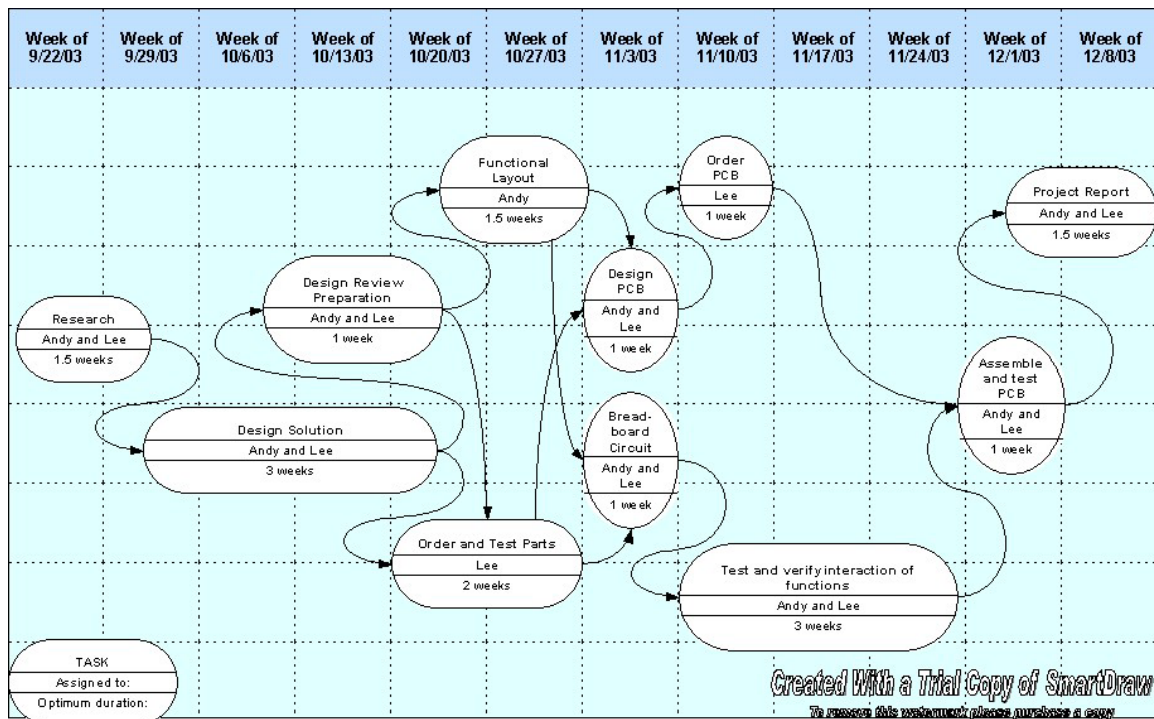 Week of
9/22/03
Week of
9/29/03
Week of
10/6/03
Week of
10/13/03
Week of
10/20/03
Week of
10/27/03
Week of
11/3/03
Week of
11/10/03
Week of
11/17/03
Week of
11/24/03
Week of
12/1/03
Week of
12/8/03
Functional
Layout
Andy
1.5 weeks
Order
PCB
Lee
1 week
Project Report
Andy and Lee
1.5 weeks
Design Review
Preparation
Andy and Lee
1 week
Design
PCB
Andy and
Lee
1 week
Research
Andy and Lee
1.5 weeks
Assemble
and test
PCB
Andy and
Lee
1 week
Design Solution
Andy and Lee
3 weeks
Bread-
board
Circuit
Andy and
Lee
1 week
Order and Test Parts
Lee
2 weeks
Test and verify interaction of
functions
Andy and Lee
3 weeks
TASK
Assigned to:
Optimum duration:
Created With a Trial Copy of SmartDraw
To remove this watermark please purchase a copy